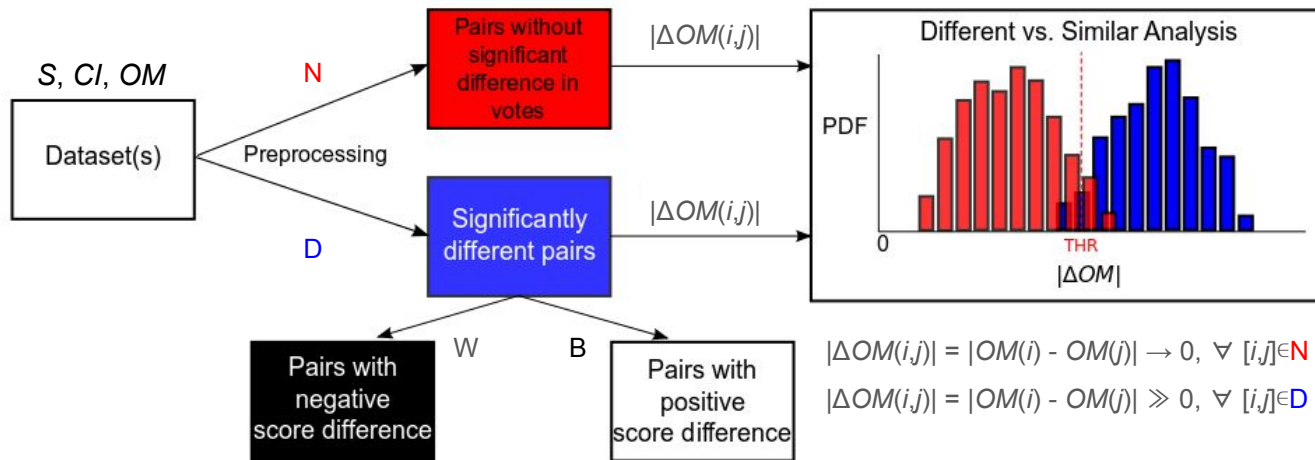 S, CI, OM
Dataset(s)
N
Preprocessing
D
Pairs without
significant
difference in
votes
|ΔOM(i,j)|
Significantly
different pairs
|ΔOM(i,j)|
W
B
Pairs with
negative
score difference
Pairs with
positive
score difference
Different vs. Similar Analysis
PDF
0
THR
|ΔOM|
|ΔOM(i,j)| = |OM(i) - OM(j)| → 0, ∀ [i,j]∈N
|ΔOM(i,j)| = |OM(i) - OM(j)| ≫ 0, ∀ [i,j]∈D